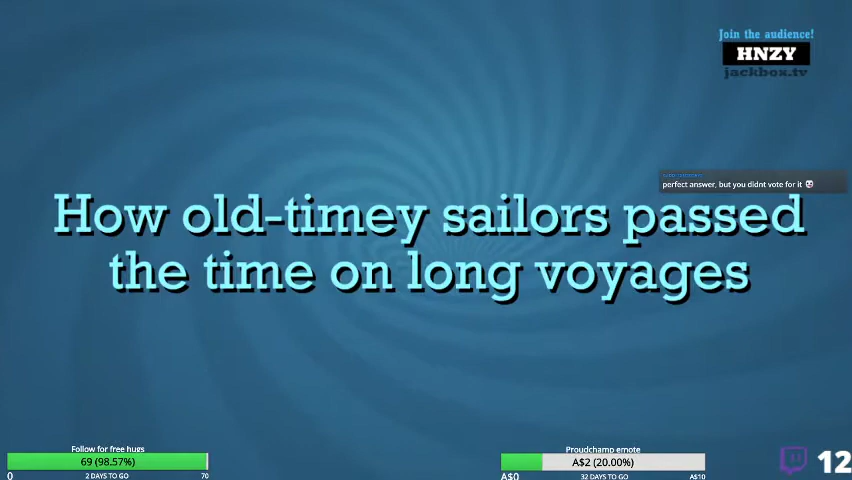 Join the audience!
HNZY
jackbox.tv
perfect answer, but you didnt vote for it
How old-timey sailors passed
the time on long voyages
Follow for free hugs
69 (98.57%)
0
2 DAYS TO GO
70
Proudchamp emote
A$2 (20.00%)
A$0
32 DAYS TO GO
A$10
12